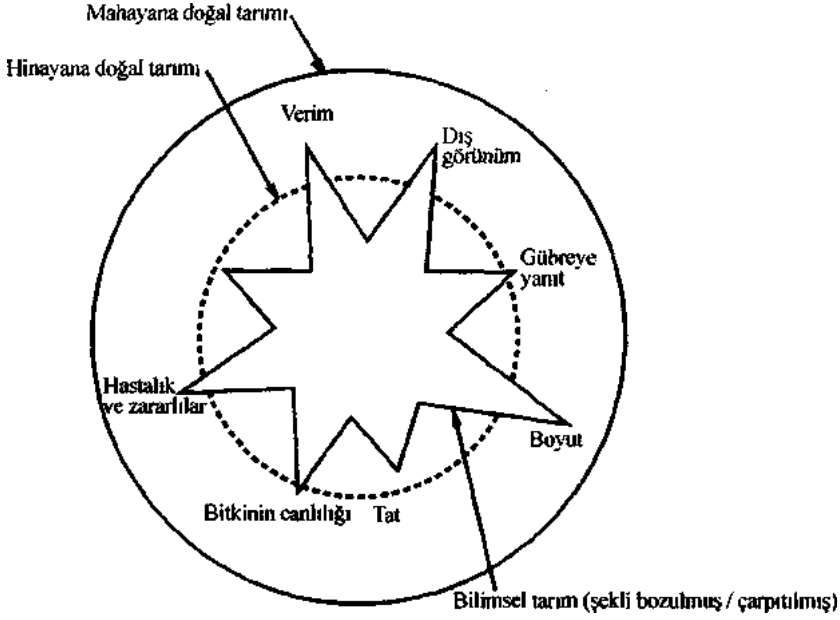 Mahayana doğal tarımı
Hinayana doğal tarımı
Verim
Dış
görünüm
Gübreye
yanıt
Hastalık
ve zararlılar
Boyut
Bitkinin canlılığı
Tat
Bilimsel tarım (şekli bozulmuş / çarpıtılmış)